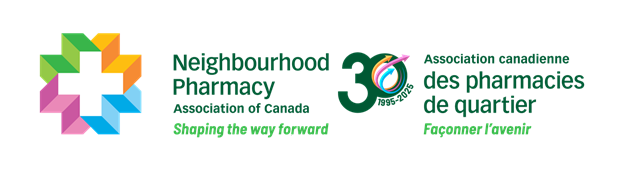 Neighbourhood
Pharmacy
Association of Canada
Shaping the way forward
30
1995-2025
Association canadienne
des pharmacies
de quartier
Façonner l'avenir